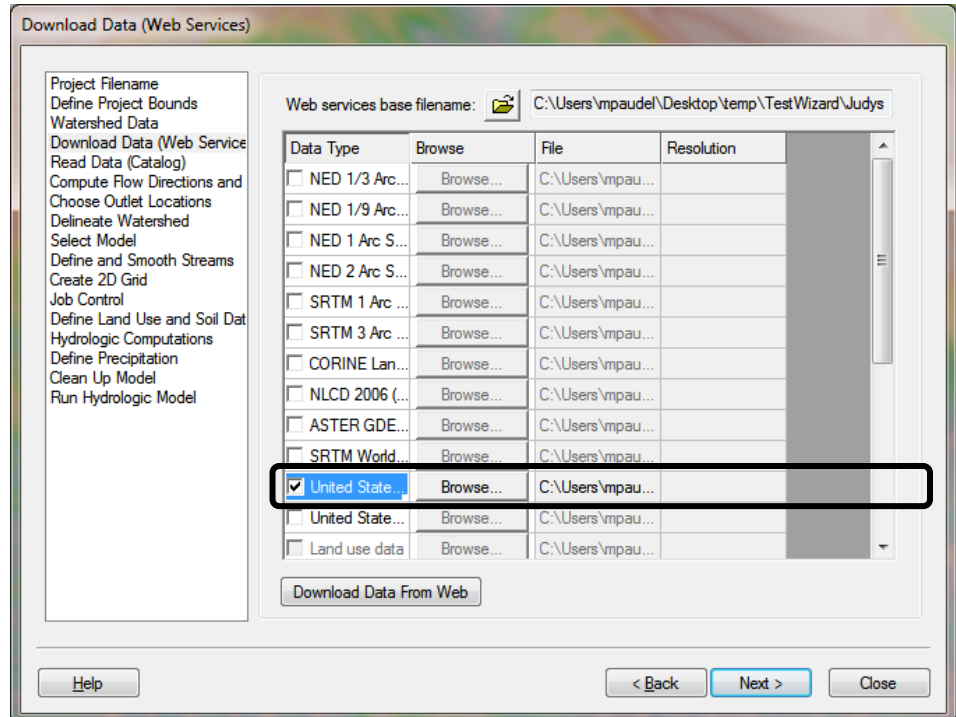 Download Data (Web Services)
Project Filename
Define Project Bounds
Watershed Data
Download Data (Web Service
Read Data (Catalog)
Compute Flow Directions and
Choose Outlet Locations
Delineate Watershed
Select Model
Define and Smooth Streams
Create 2D Grid
Job Control
Define Land Use and Soil Dat
Hydrologic Computations
Define Precipitation
Clean Up Model
Run Hydrologic Model
Web services base filename: C:\Users\mpaudel\Desktop\temp\TestWizard\Judys
Data Type Browse File Resolution
NED 1/3 Arc... Browse... C:\Users\mpau...
NED 1/9 Arc... Browse... C:\Users\mpau...
NED 1 Arc S... Browse... C:\Users\mpau...
NED 2 Arc S... Browse... C:\Users\mpau...
SRTM 1 Arc ... Browse... C:\Users\mpau...
SRTM 3 Arc ... Browse... C:\Users\mpau...
CORINE Lan... Browse... C:\Users\mpau...
NLCD 2006 (... Browse... C:\Users\mpau...
ASTER GDE... Browse... C:\Users\mpau...
SRTM World... Browse... C:\Users\mpau...
United State... Browse... C:\Users\mpau...
United State... Browse... C:\Users\mpau...
Land use data Browse... C:\Users\mpau...
Download Data From Web
Help < Back Next > Close